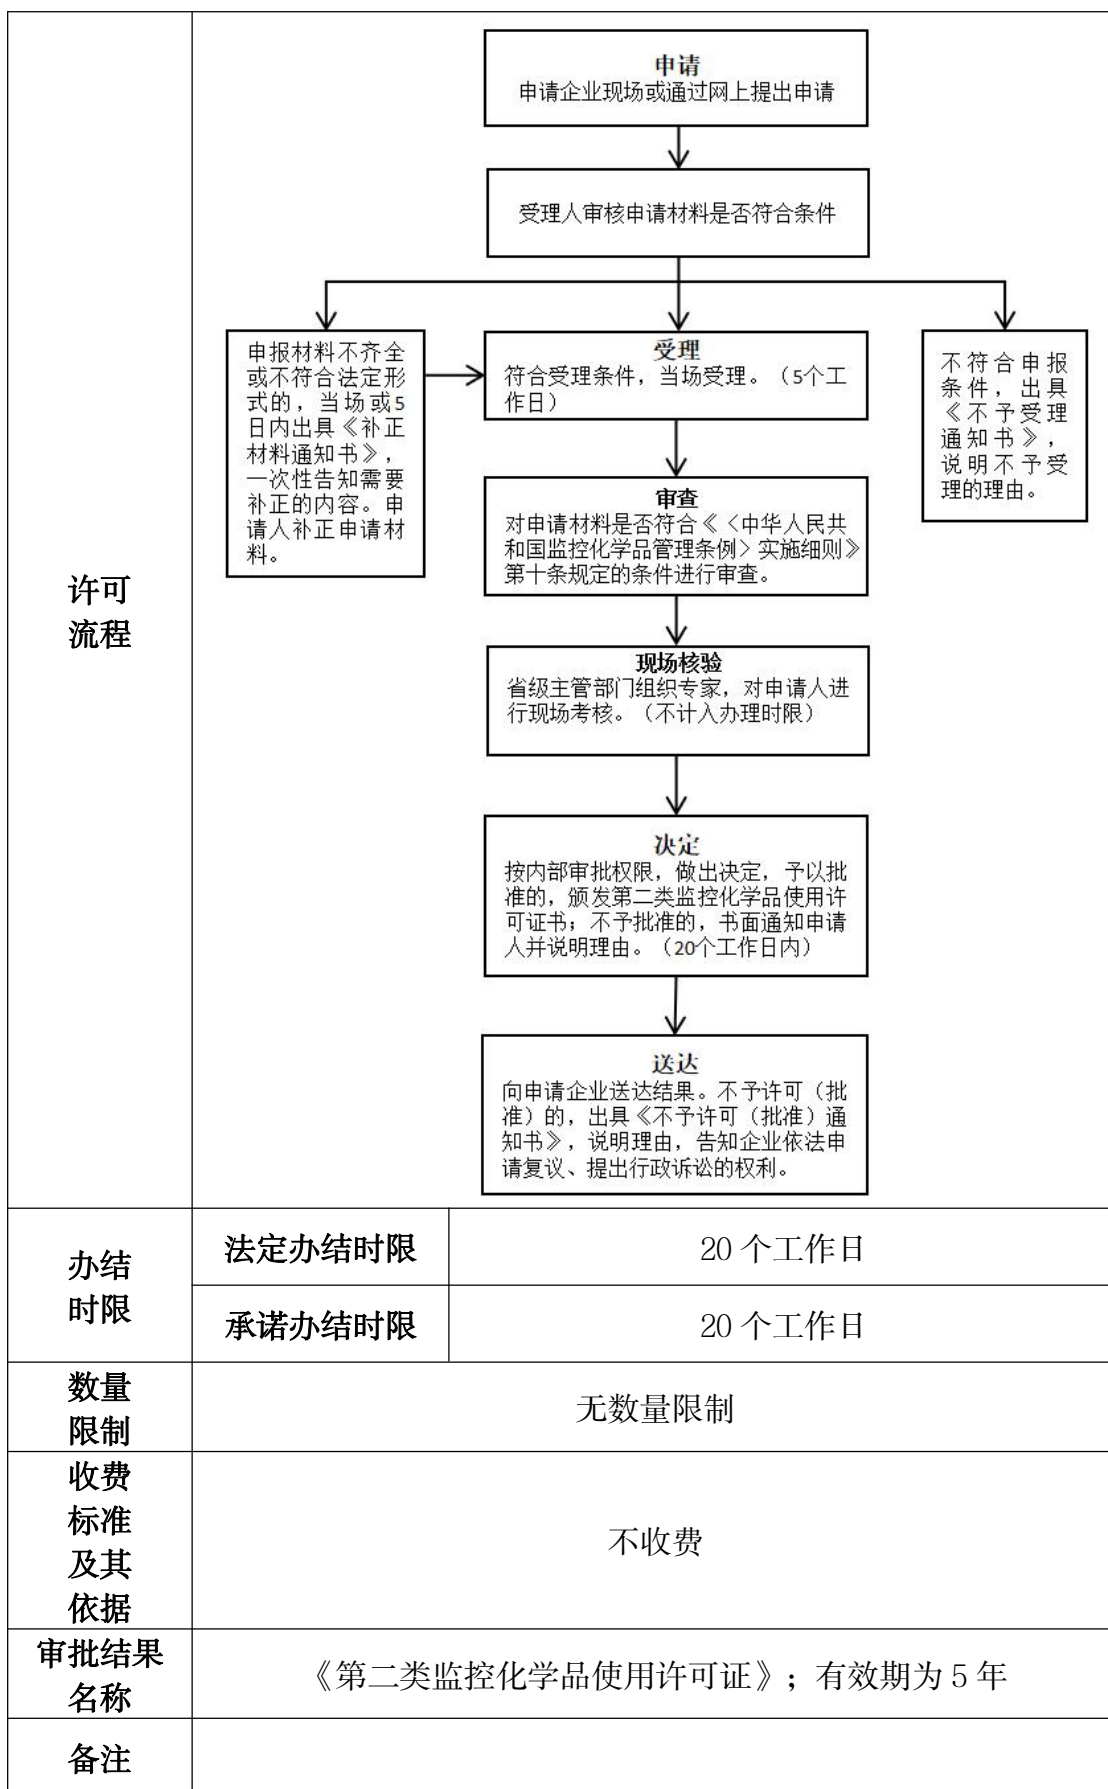 许可
流程
申请
申请企业现场或通过网上提出申请
受理人审核申请材料是否符合条件
申报材料不齐全
或不符合法定形
式的，当场或5
日内出具《补正
材料通知书》，
一次性告知需要
补正的内容。申
请人补正申请材
料。
受理
符合受理条件，当场受理。（5个工
作日）
不符合申报
条件，出具
《不予受理
通知书》，
说明不予受
理的理由。
审查
对申请材料是否符合《〈中华人民共
和国监控化学品管理条例〉实施细则》
第十条规定的条件进行审查。
现场核验
省级主管部门组织专家，对申请人进
行现场考核。（不计入办理时限）
决定
按内部审批权限，做出决定，予以批
准的，颁发第二类监控化学品使用许
可证书；不予批准的，书面通知申请
人并说明理由。（20个工作日内）
送达
向申请企业送达结果。不予许可（批
准）的，出具《不予许可（批准）通
知书》，说明理由，告知企业依法申
请复议、提出行政诉讼的权利。
办结
时限
法定办结时限
20 个工作日
承诺办结时限
20 个工作日
数量
限制
无数量限制
收费
标准
及其
依据
不收费
审批结果
名称
《第二类监控化学品使用许可证》；有效期为 5 年
备注